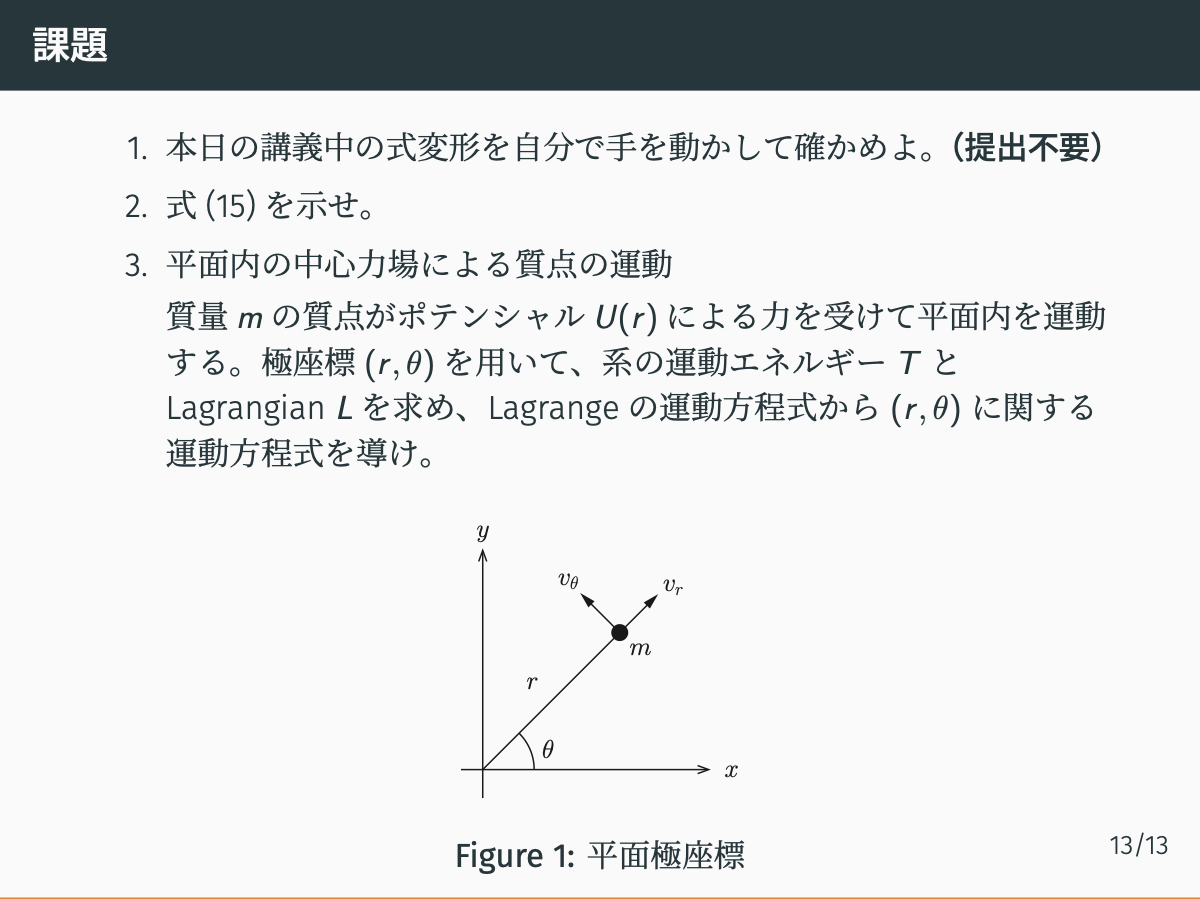 課題
1. 本日の講義中の式変形を自分で手を動かして確かめよ。（提出不要）
2. 式 (15) を示せ。
3. 平面内の中心力場による質点の運動
質量 m の質点がポテンシャル U(r) による力を受けて平面内を運動
する。極座標 (r, θ) を用いて、系の運動エネルギー T と
Lagrangian L を求め、Lagrange の運動方程式から (r, θ) に関する
運動方程式を導け。
y
vθ
vr
m
r
θ
x
Figure 1: 平面極座標
13/13